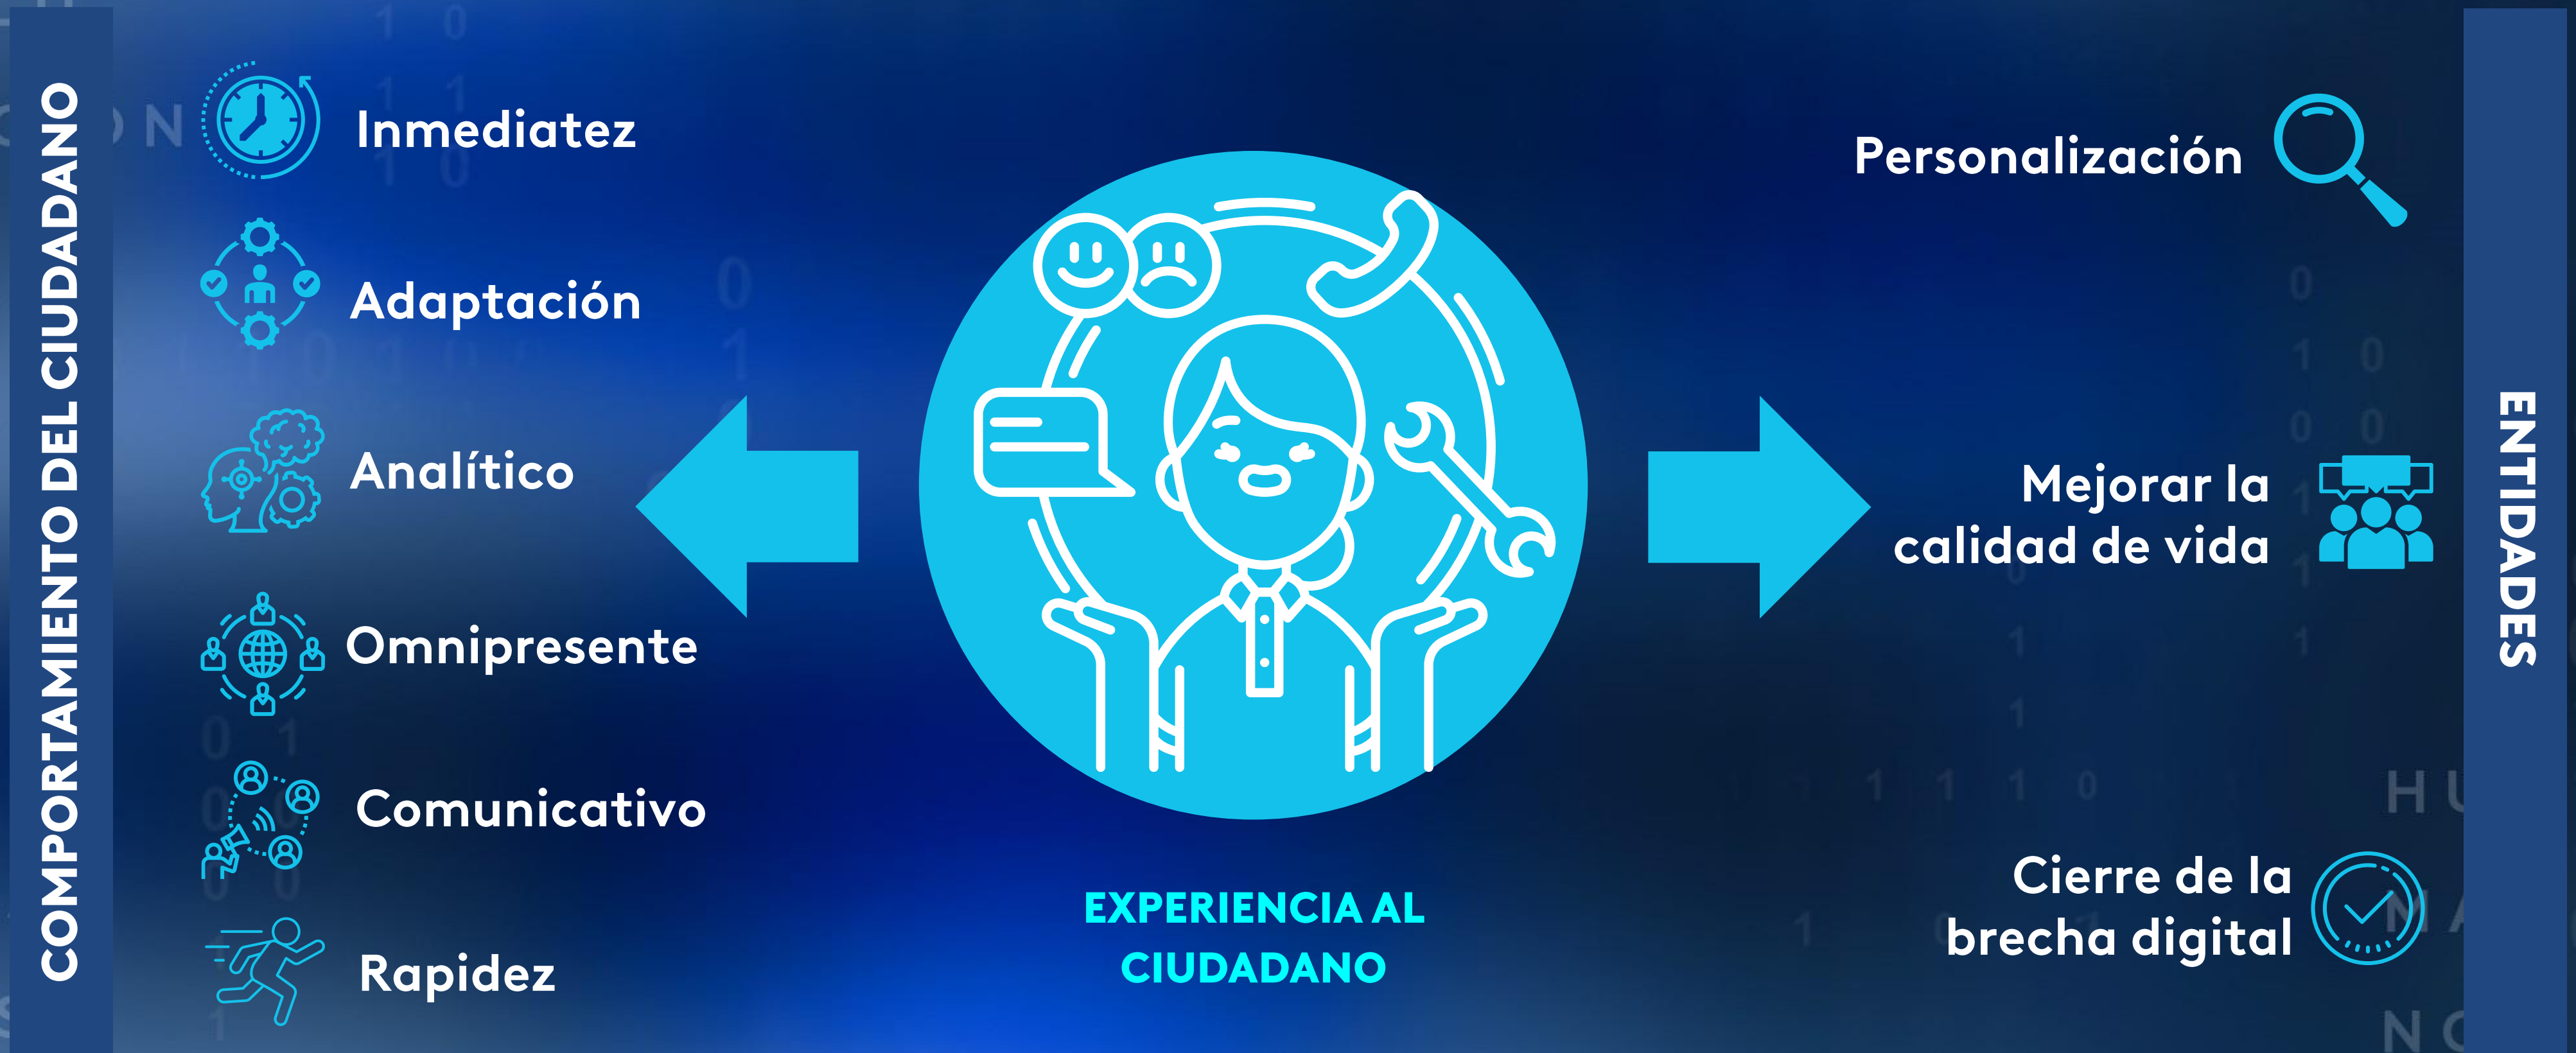 COMPORTAMIENTO DEL CIUDADANO
Inmediatez
Adaptación
Analítico
Omnipresente
Comunicativo
Rapidez
EXPERIENCIA AL
CIUDADANO
Personalización
Mejorar la
calidad de vida
Cierre de la
brecha digital
ENTIDADES